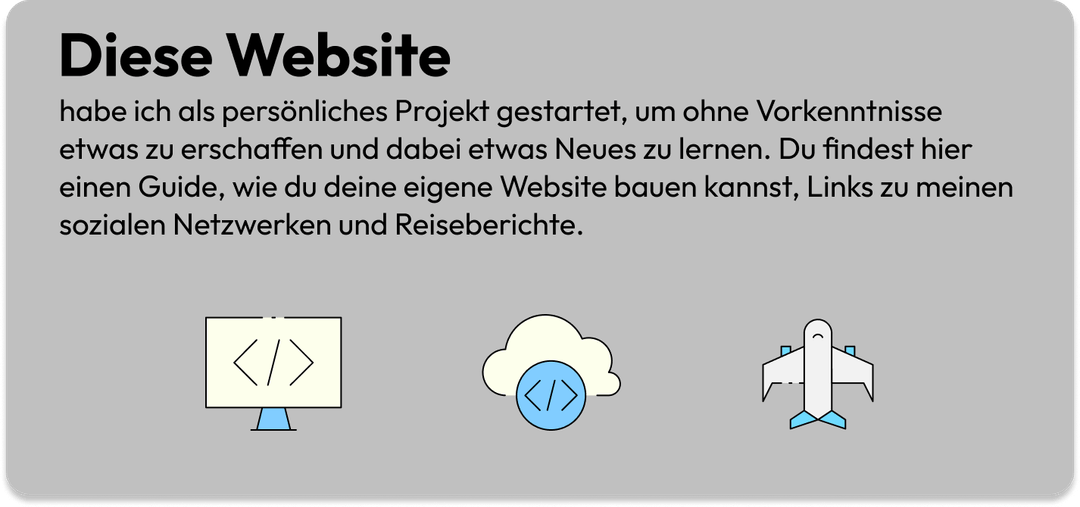 Diese Website
habe ich als persönliches Projekt gestartet, um ohne Vorkenntnisse
etwas zu erschaffen und dabei etwas Neues zu lernen. Du findest hier
einen Guide, wie du deine eigene Website bauen kannst, Links zu meinen
sozialen Netzwerken und Reiseberichte.